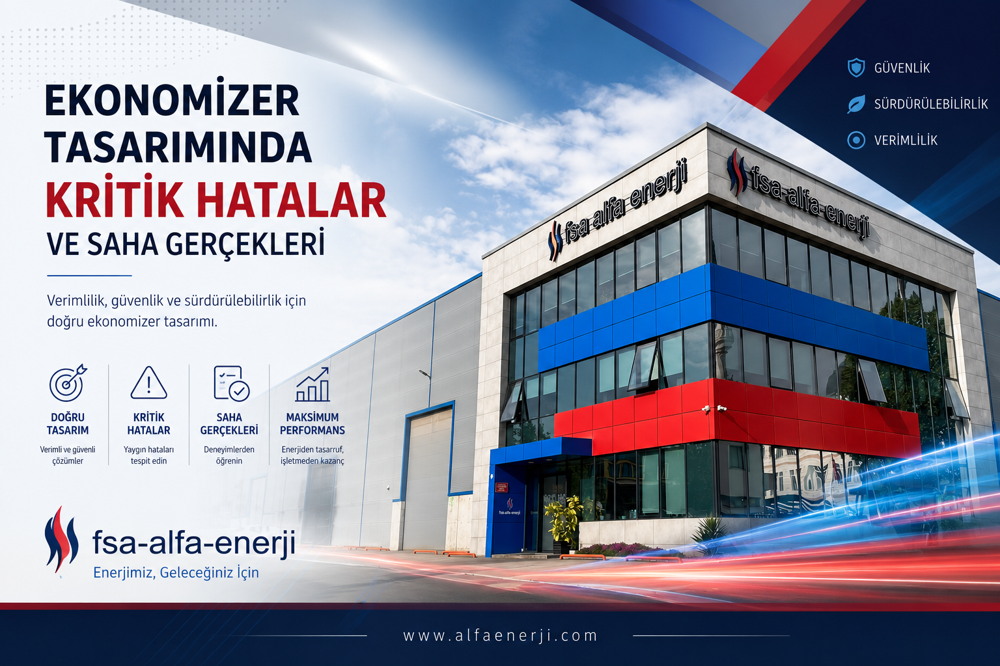 EKONOMİZER
TASARIMINDA
KRİTİK HATALAR
VE SAHA GERÇEKLERİ
Verimlilik, güvenlik ve sürdürülebilirlik için
doğru ekonomizer tasarımı.
DOĞRU
TASARIM
Verimli ve güvenli
çözümler
KRİTİK
HATALAR
Yaygın hataları
tespit edin
SAHA
GERÇEKLERİ
Deneyimlerden
öğrenin
MAKSİMUM
PERFORMANS
Enerjiden tasarruf,
işletmeden kazanç
fsa-alfa-enerji
Enerjimiz, Geleceğiniz İçin
GÜVENLİK
SÜRDÜRÜLEBİLİRLİK
VERİMLİLİK
fsa alfa enerji
fsa-alfa-enerji
fsa-alfa-enerji
www.alfaenerji.com